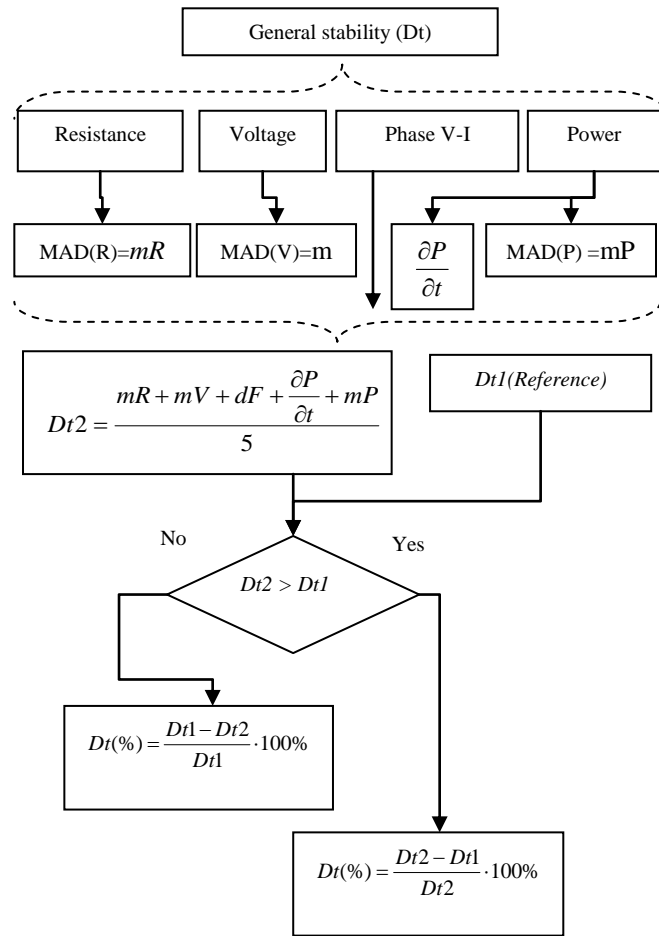 General stability (Dt)
Resistance
Voltage
Phase V-I
Power
MAD(R)=mR
MAD(V)=m
∂P/∂t
MAD(P) =mP
Dt2 = (mR + mV + dF + ∂P/∂t + mP)/5
Dt1(Reference)
No
Yes
Dt2 > Dt1
Dt(%) = (Dt1 − Dt2)/Dt1 ·100%
Dt(%) = (Dt2 − Dt1)/Dt2 ·100%